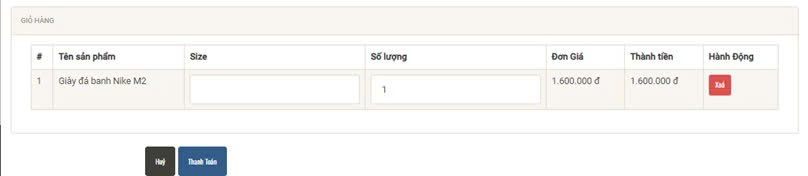 GIỎ HÀNG
# Tên sản phẩm Size Số lượng Đơn Giá Thành tiền Hành Động
1 Giày đá banh Nike M2 1 1.600.000 đ 1.600.000 đ Xoá
Huỷ Thanh Toán